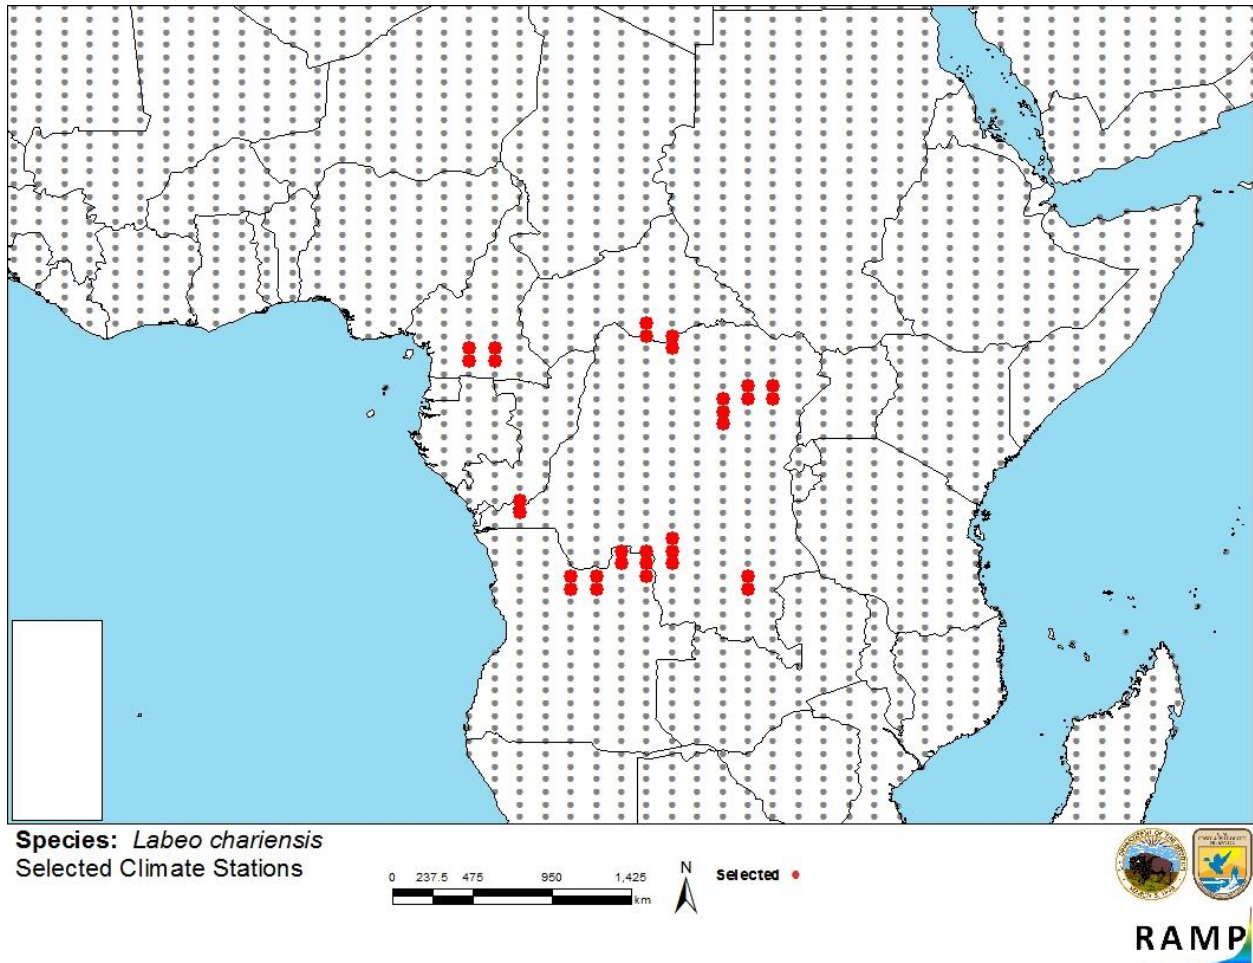 Species: Labeo chariensis
Selected Climate Stations
0 237.5 475 950 1,425
km
N
Selected
RAMP